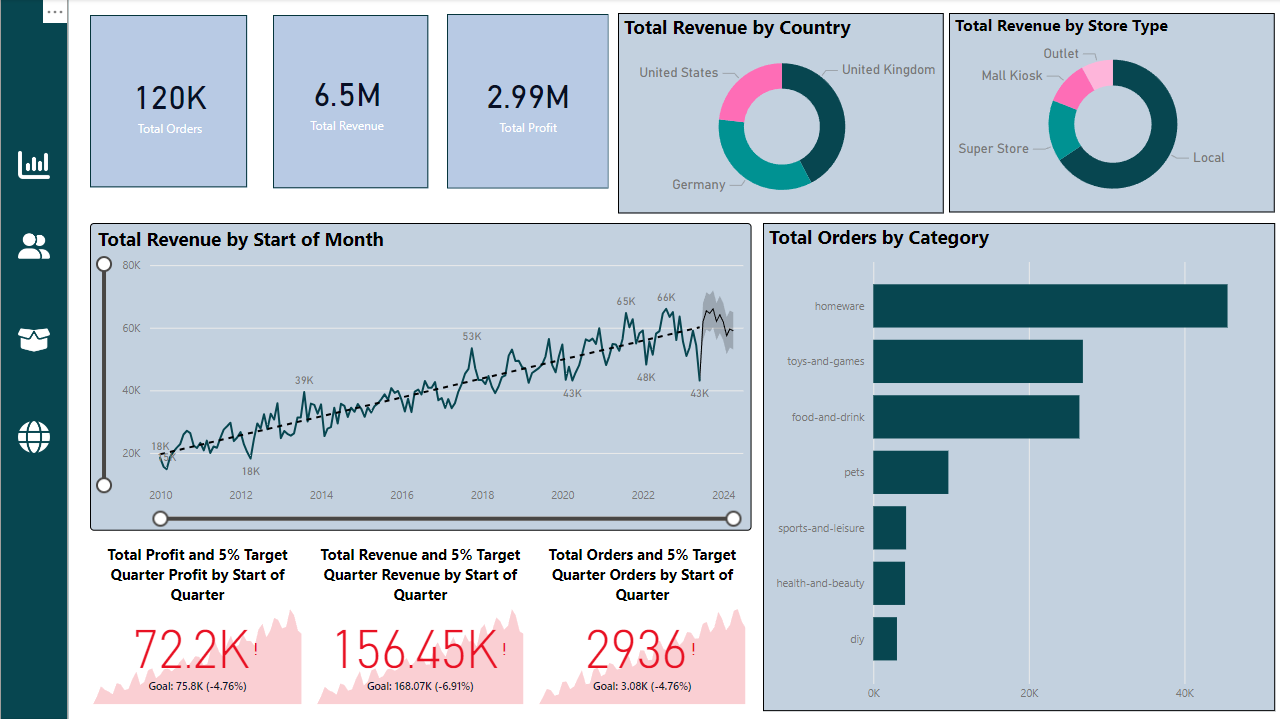 120K
Total Orders
6.5M
Total Revenue
2.99M
Total Profit
Total Revenue by Country
United States
United Kingdom
Germany
Total Revenue by Store Type
Outlet
Mall Kiosk
Super Store
Local
Total Revenue by Start of Month
80K
60K
40K
20K
18K
18K
39K
53K
43K
65K
48K
66K
43K
2010
2012
2014
2016
2018
2020
2022
2024
Total Orders by Category
homeware
toys-and-games
food-and-drink
pets
sports-and-leisure
health-and-beauty
diy
0K
20K
40K
Total Profit and 5% Target
Quarter Profit by Start of
Quarter
72.2K!
Goal: 75.8K (-4.76%)
Total Revenue and 5% Target
Quarter Revenue by Start of
Quarter
156.45K!
Goal: 168.07K (-6.91%)
Total Orders and 5% Target
Quarter Orders by Start of
Quarter
2936!
Goal: 3.08K (-4.76%)